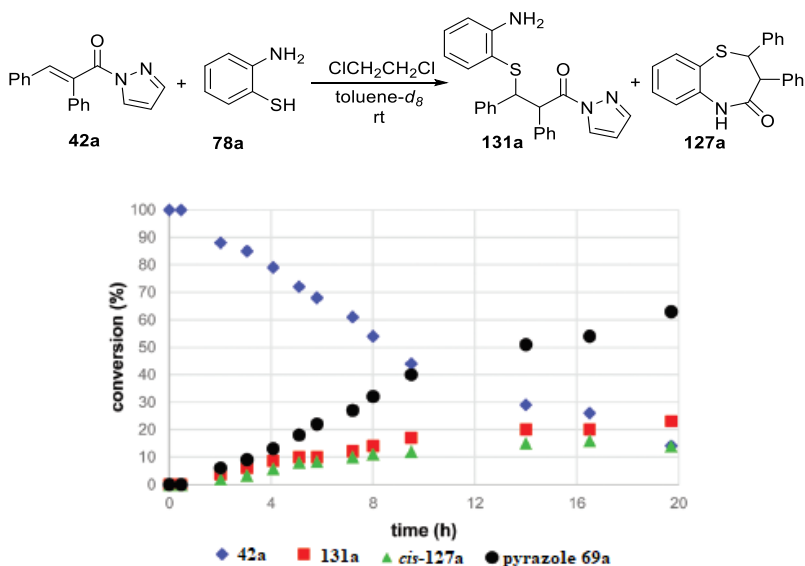 NH₂
O
N
N
Ph
Ph
42a
+
NH₂
SH
78a
ClCH₂CH₂Cl
toluene-d₈
rt
NH₂
S
O
N
N
Ph
Ph
131a
+
S
Ph
Ph
N
H
O
127a
conversion (%)
100
90
80
70
60
50
40
30
20
10
0
0
4
8
12
16
20
time (h)
42a
131a
cis-127a
pyrazole 69a